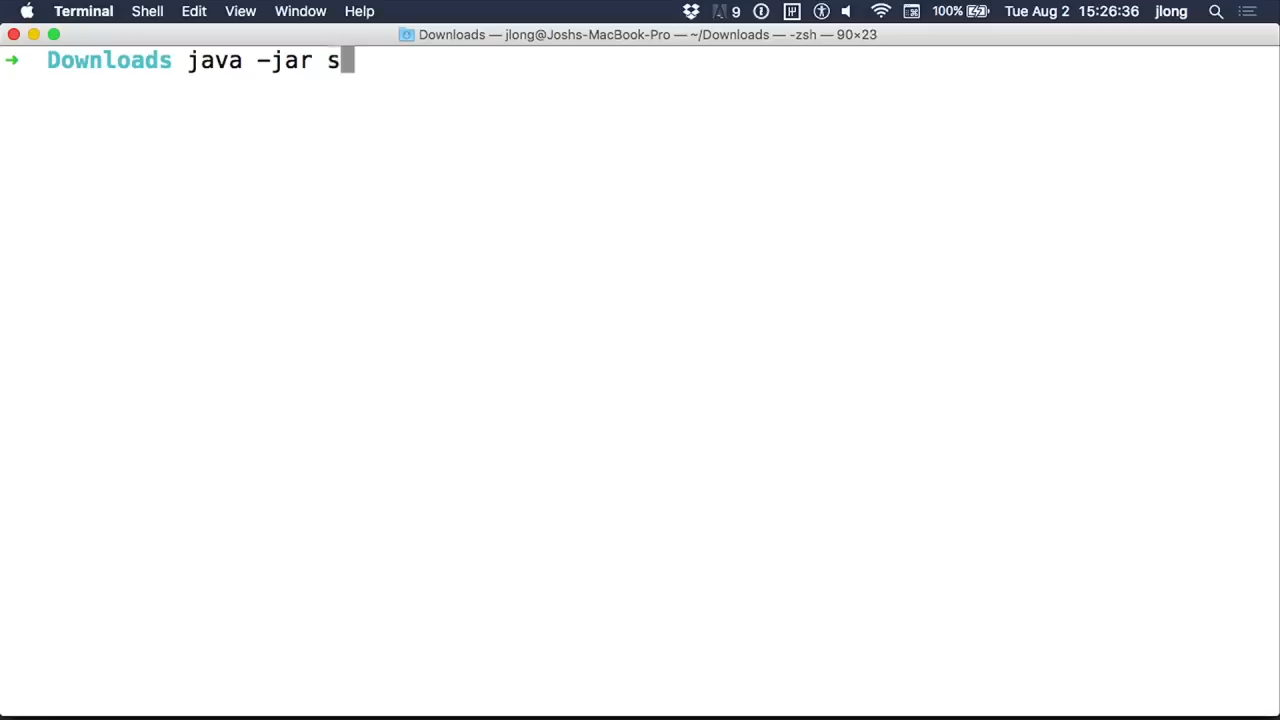 Terminal Shell Edit View Window Help 9 100% Tue Aug 2 15:26:36 jlong
Downloads — jlong@Joshs-MacBook-Pro — ~/Downloads — -zsh — 90×23
➜ Downloads java -jar s